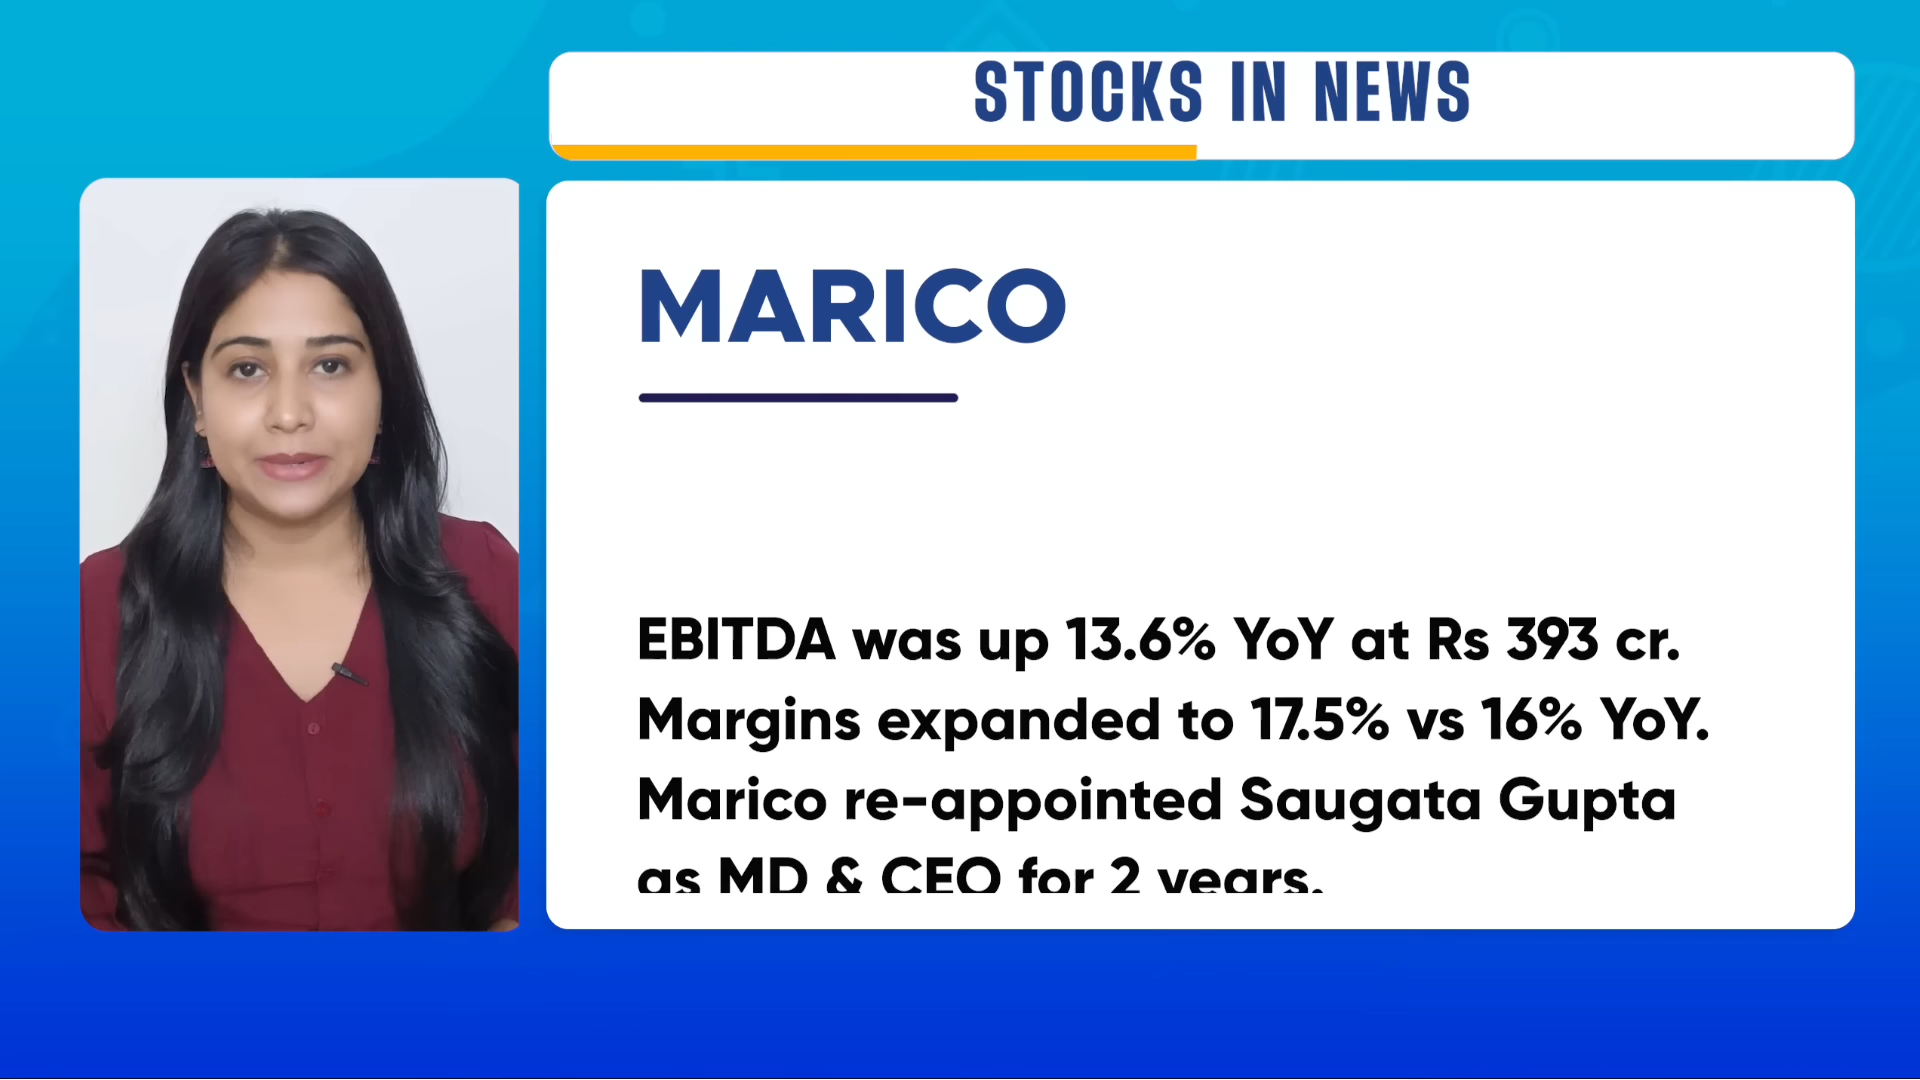 STOCKS IN NEWS
MARICO
EBITDA was up 13.6% YoY at Rs 393 cr.
Margins expanded to 17.5% vs 16% YoY.
Marico re-appointed Saugata Gupta
as MD & CEO for 2 years.